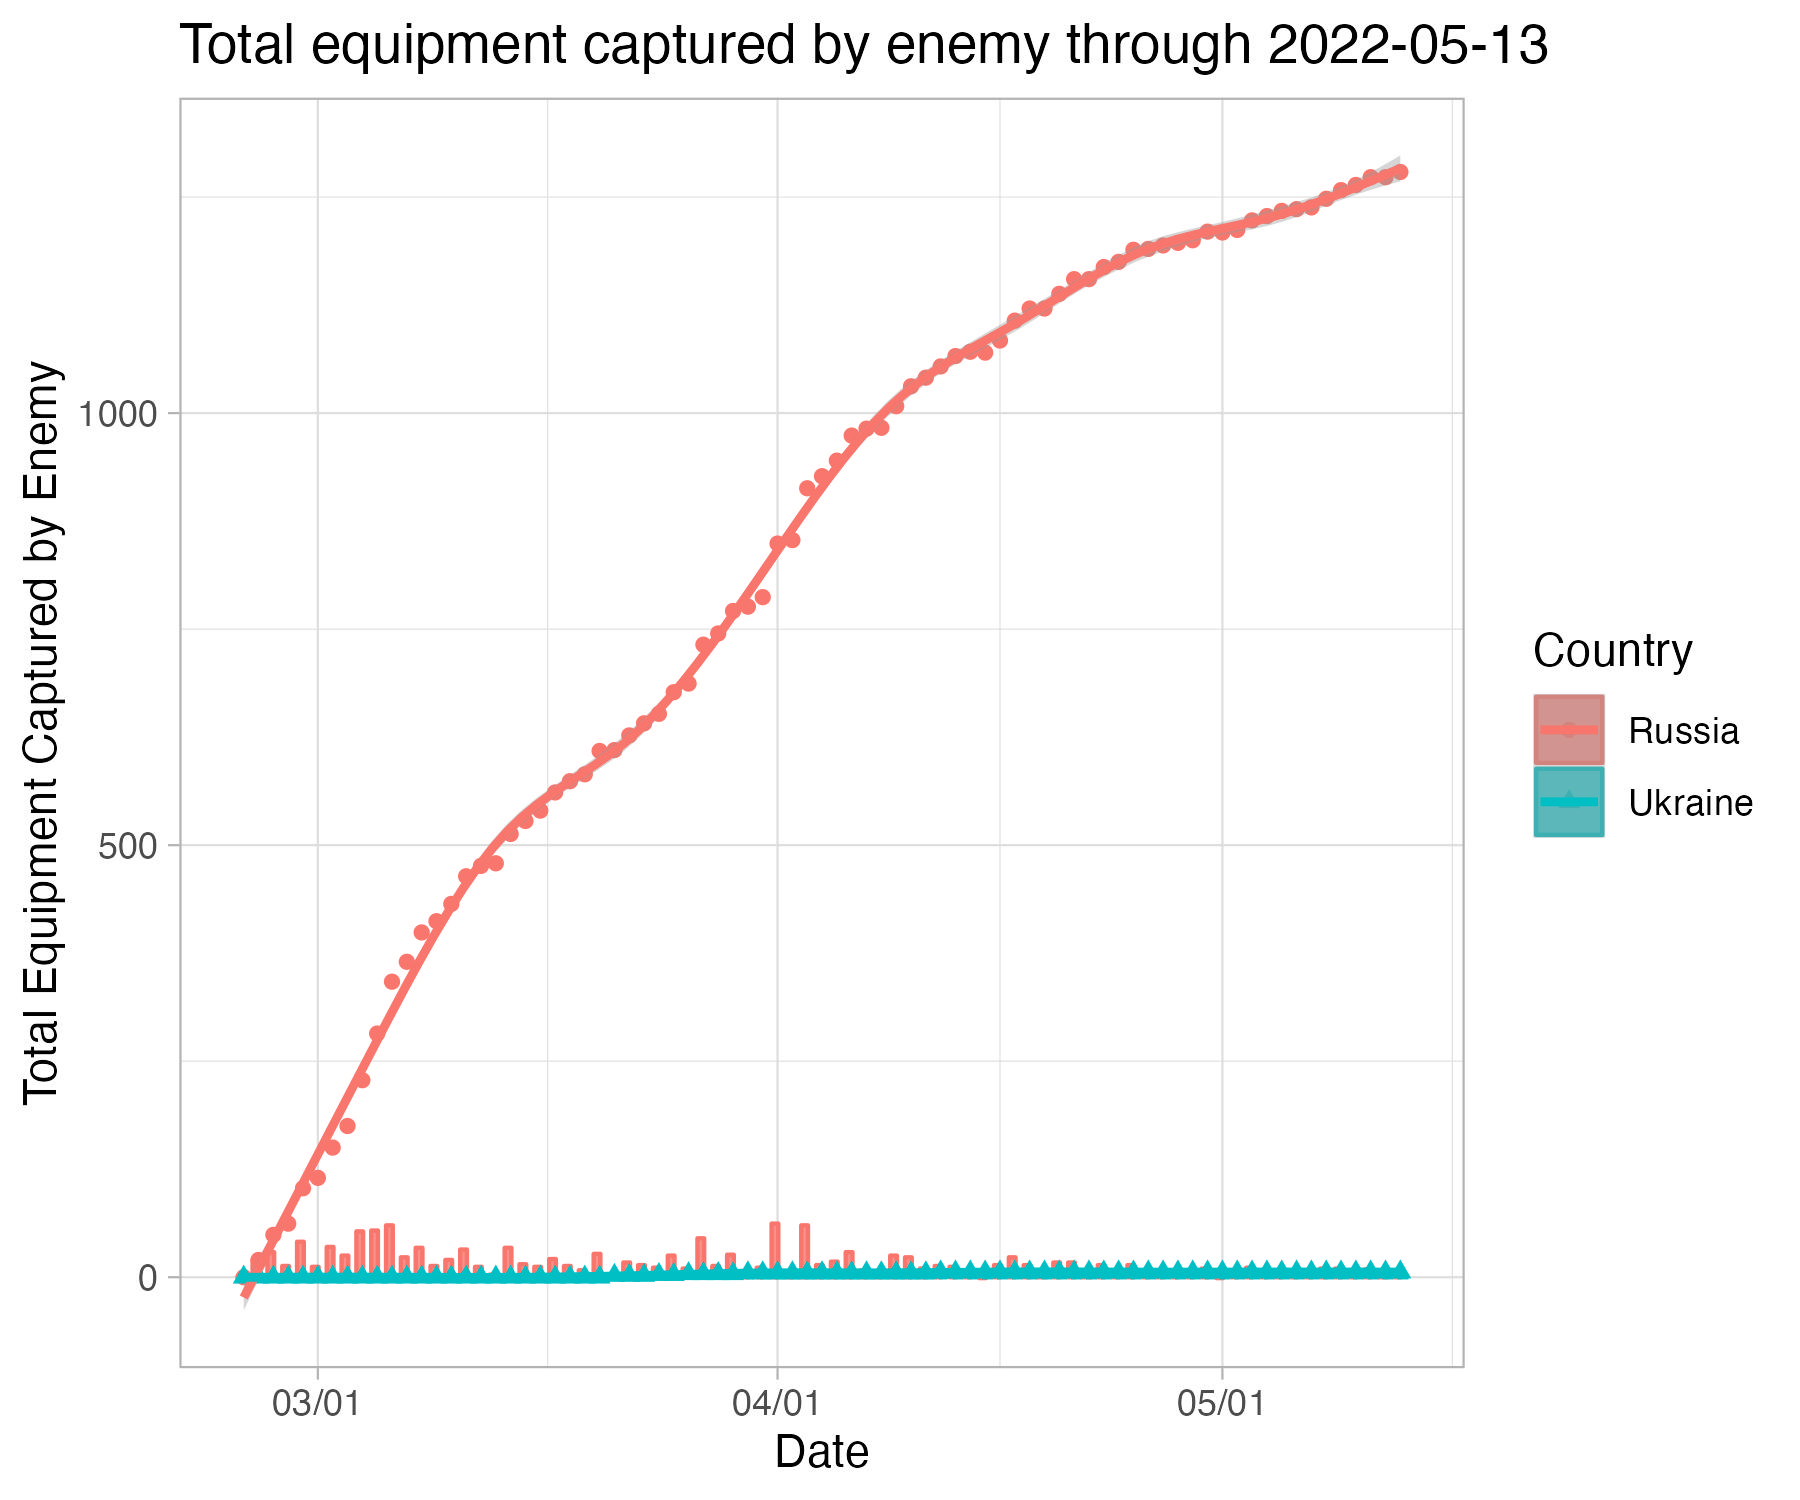 Total equipment captured by enemy through 2022-05-13
Total Equipment Captured by Enemy
1000
500
0
03/01
04/01
05/01
Date
Country
Russia
Ukraine